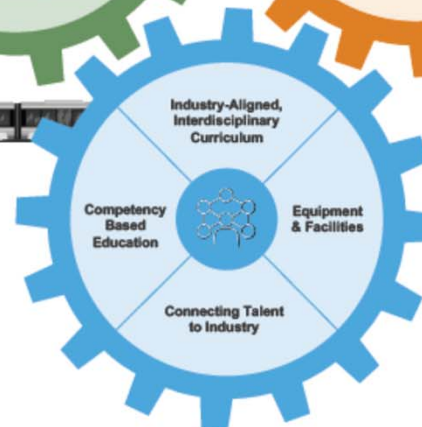 Industry-Aligned,
Interdisciplinary
Curriculum
Competency
Based
Education
Equipment
& Facilities
Connecting Talent
to Industry